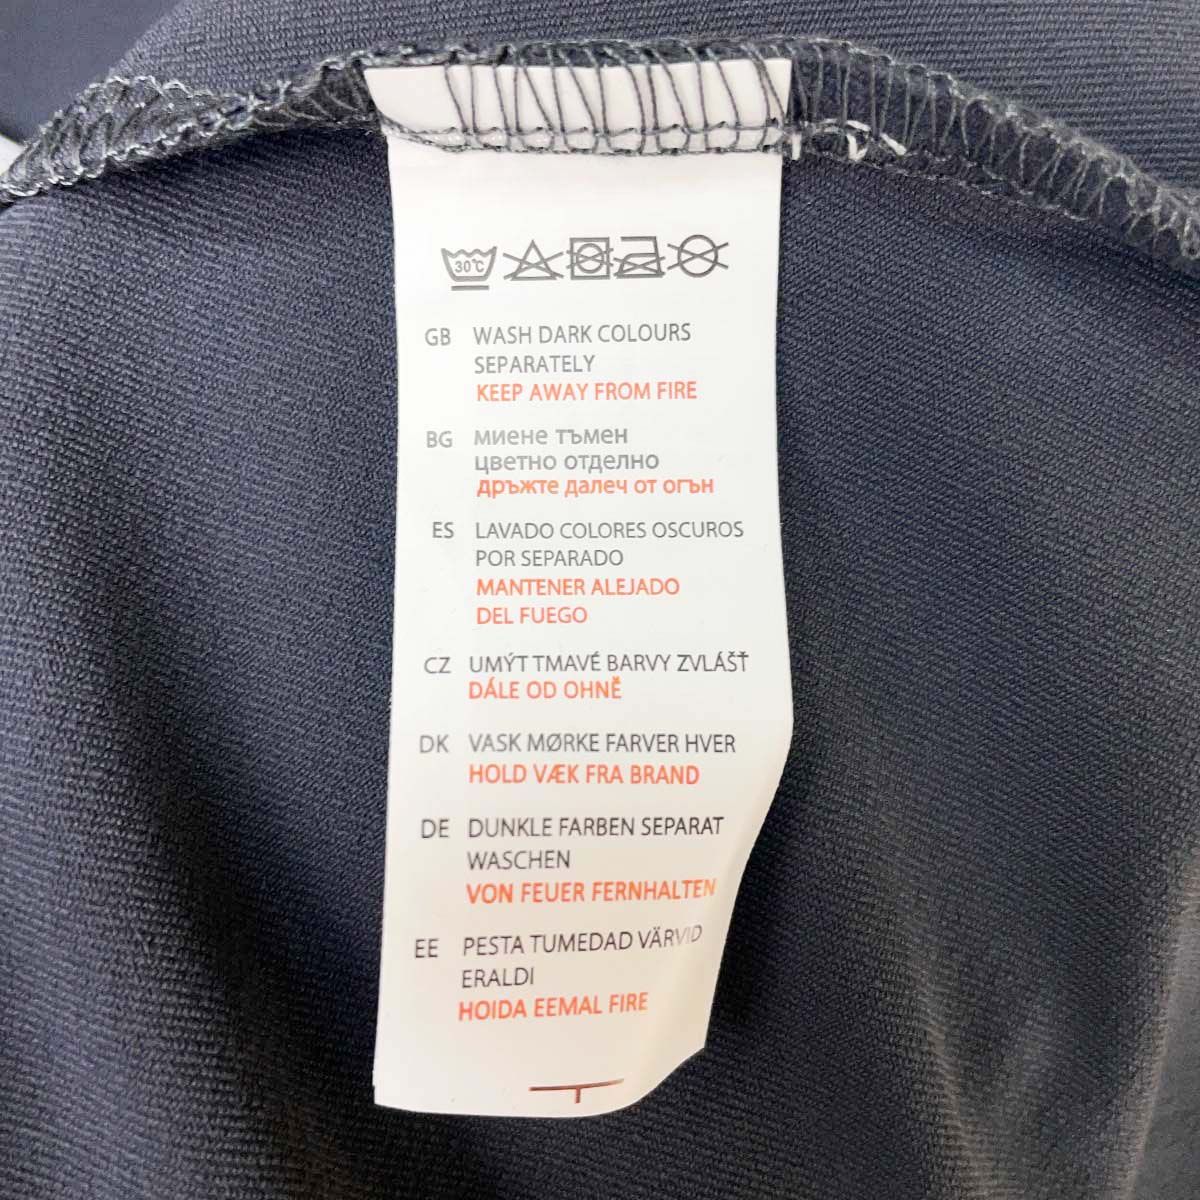 30°C
GB WASH DARK COLOURS
SEPARATELY
KEEP AWAY FROM FIRE
BG миене тъмен
цветно отделно
дръжте далеч от огън
ES LAVADO COLORES OSCUROS
POR SEPARADO
MANTENER ALEJADO
DEL FUEGO
CZ UMÝT TMAVÉ BARVY ZVLÁŠŤ
DÁLE OD OHNĚ
DK VASK MØRKE FARVER HVER
HOLD VÆK FRA BRAND
DE DUNKLE FARBEN SEPARAT
WASCHEN
VON FEUER FERNHALTEN
EE PESTA TUMEDAD VÄRVID
ERALDI
HOIDA EEMAL FIRE